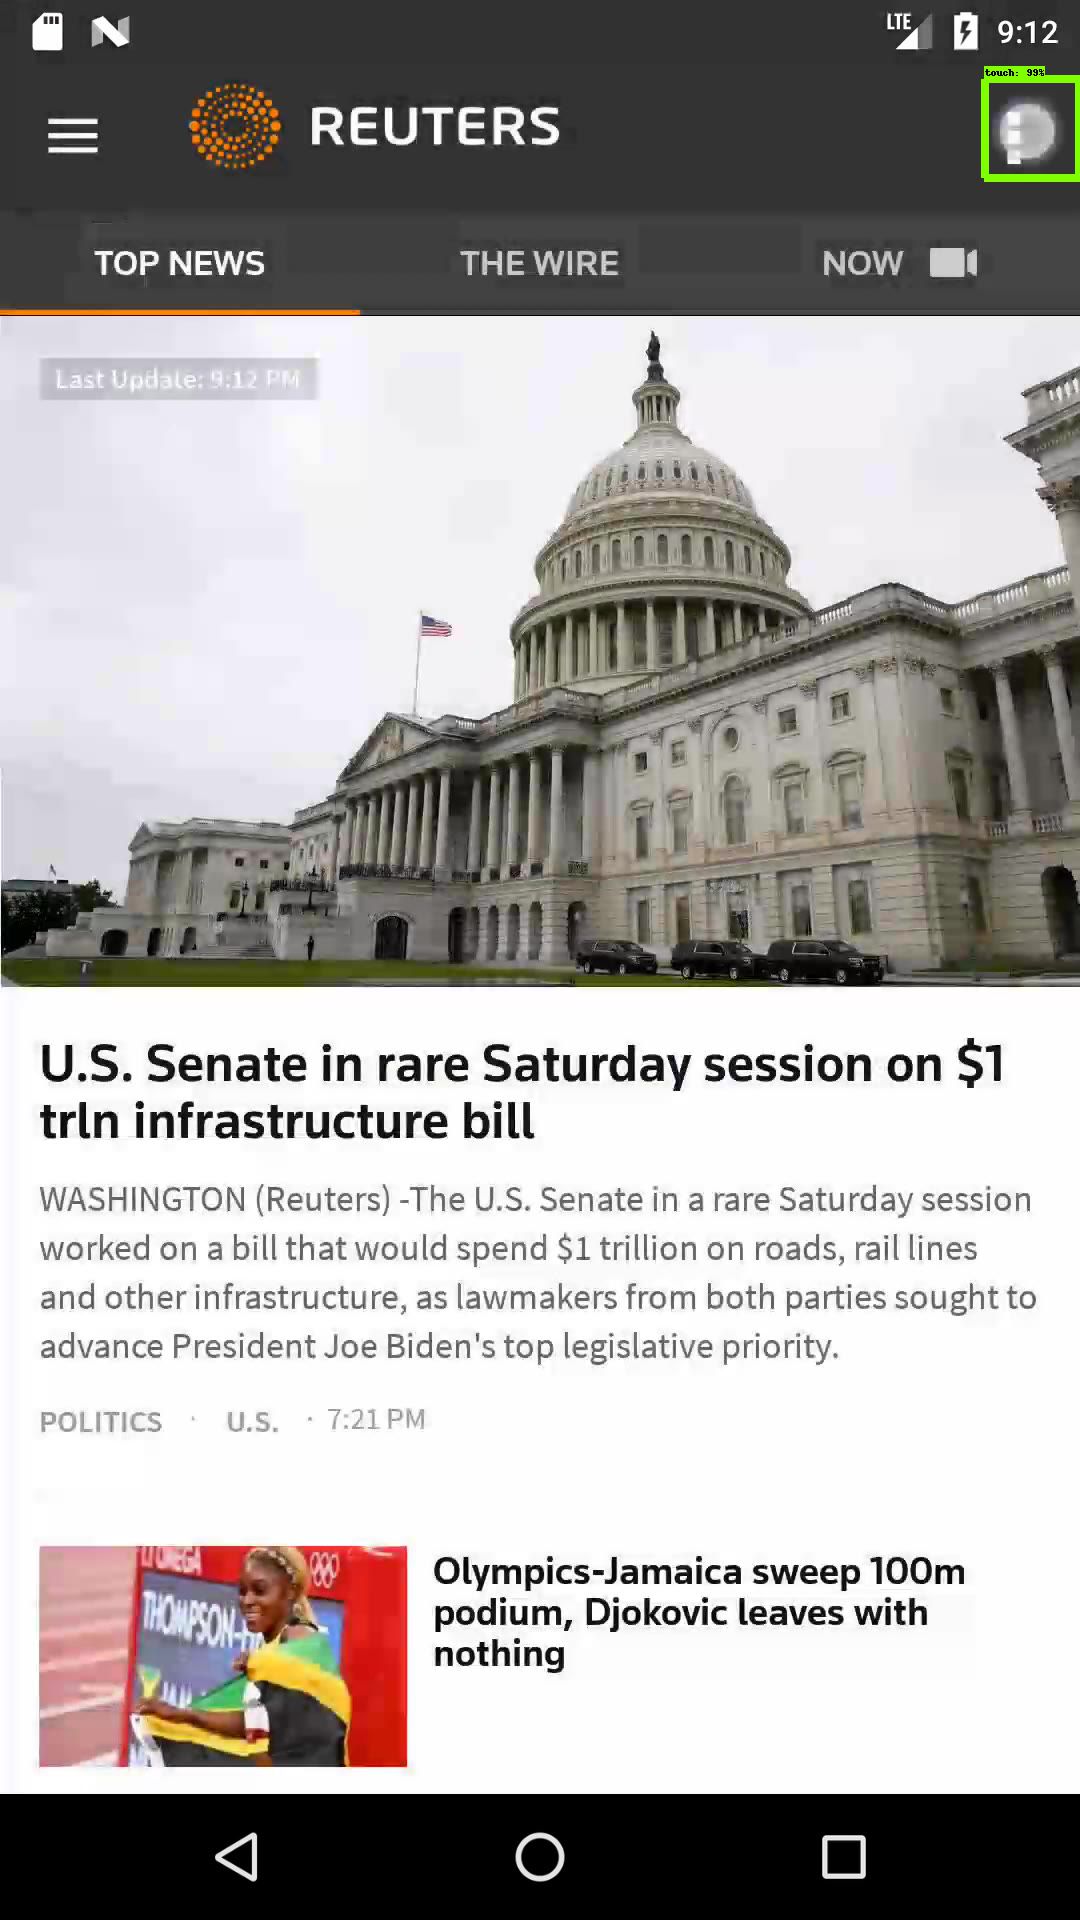 LTE 9:12
touch: 99%
REUTERS
TOP NEWS THE WIRE NOW
Last Update: 9:12 PM
U.S. Senate in rare Saturday session on $1
trln infrastructure bill
WASHINGTON (Reuters) -The U.S. Senate in a rare Saturday session
worked on a bill that would spend $1 trillion on roads, rail lines
and other infrastructure, as lawmakers from both parties sought to
advance President Joe Biden's top legislative priority.
POLITICS · U.S. · 7:21 PM
OMEGA
THOMPSON-
Olympics-Jamaica sweep 100m
podium, Djokovic leaves with
nothing